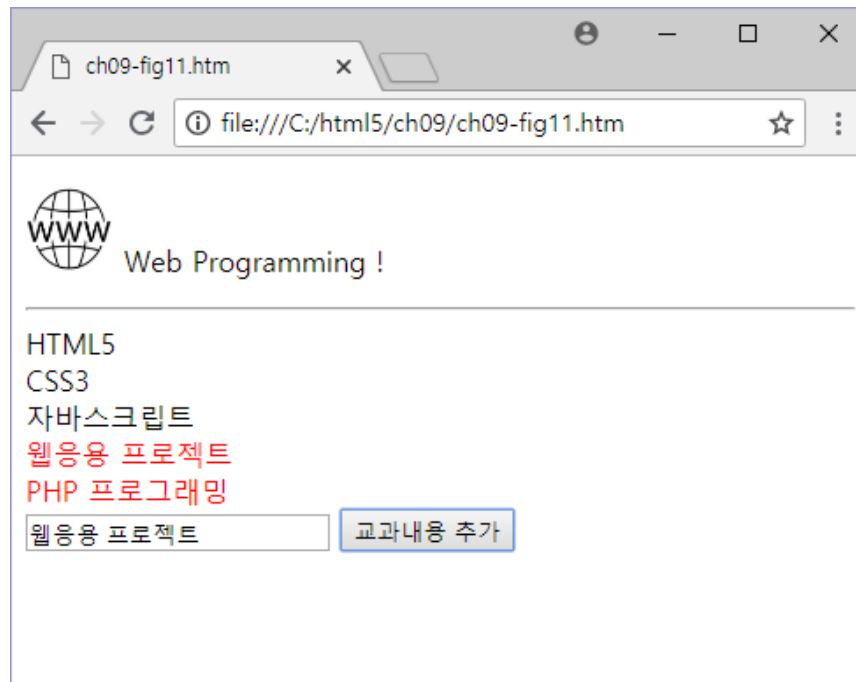 ch09-fig11.htm
file:///C:/html5/ch09/ch09-fig11.htm
WWW
Web Programming !
HTML5
CSS3
자바스크립트
웹응용 프로젝트
PHP 프로그래밍
웹응용 프로젝트 교과내용 추가